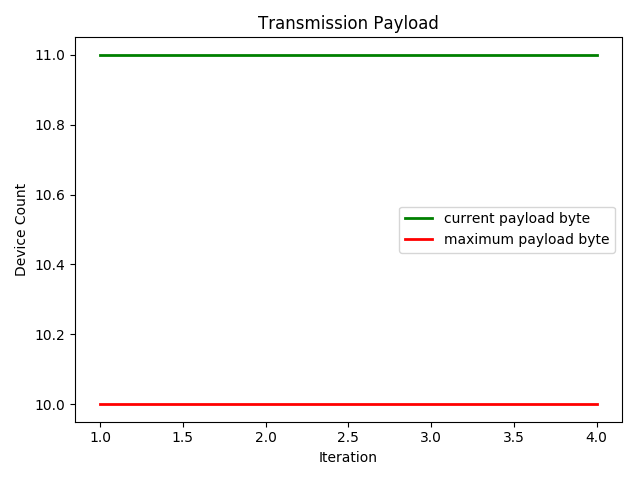 Transmission Payload
Device Count
11.0
10.8
10.6
10.4
10.2
10.0
current payload byte
maximum payload byte
1.0 1.5 2.0 2.5 3.0 3.5 4.0
Iteration